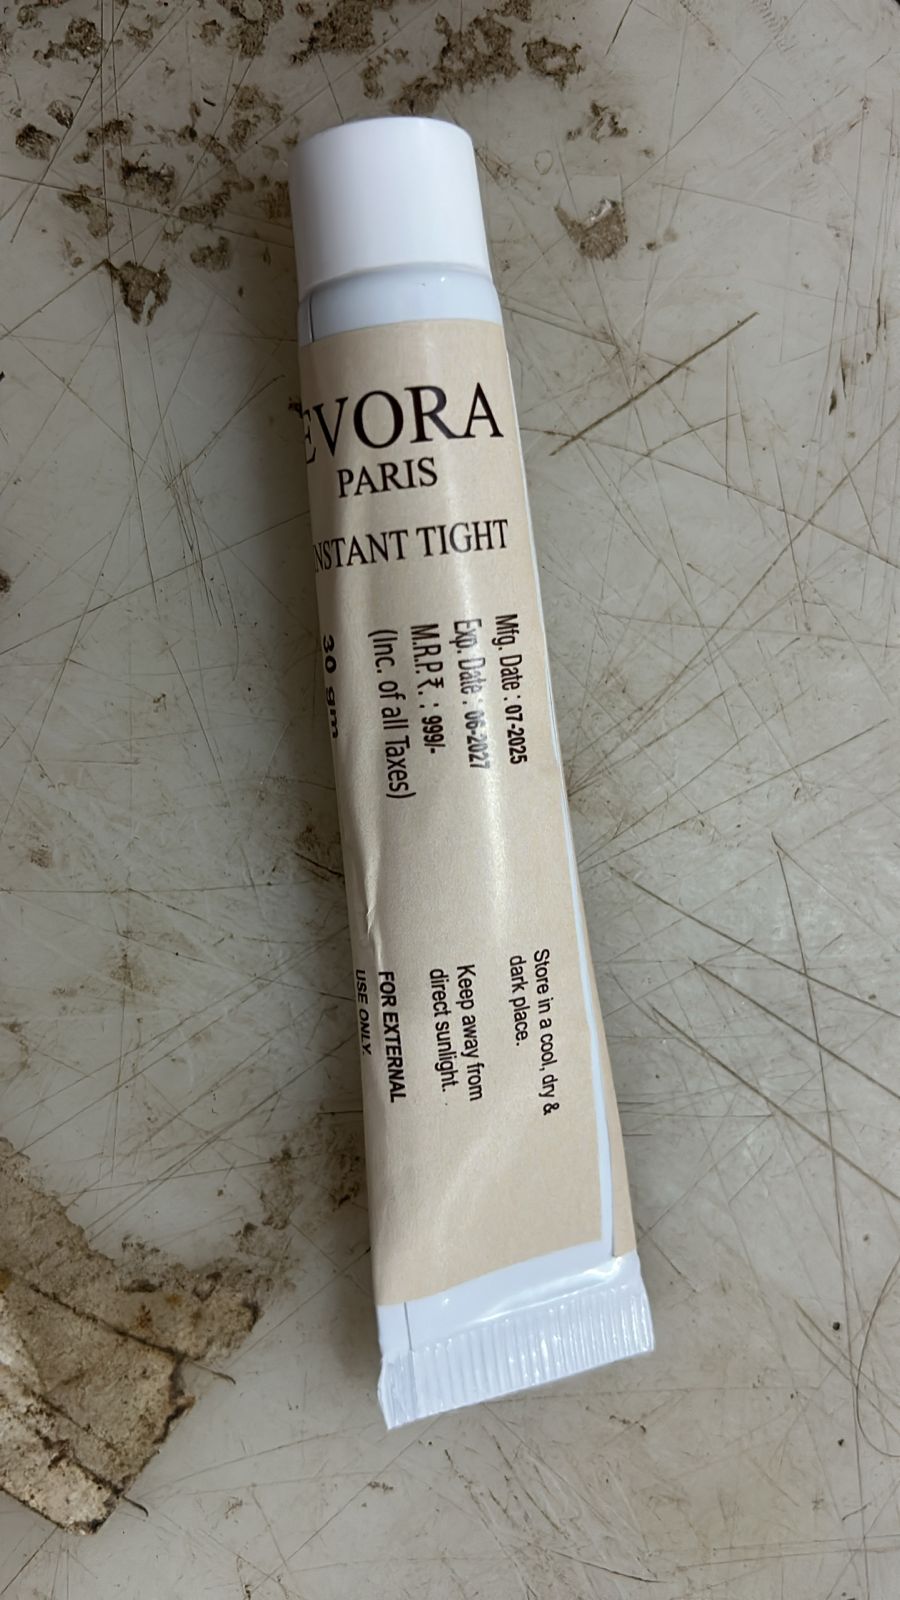 EVORA
PARIS
INSTANT TIGHT
Mfg. Date : 07-2025
Exp. Date : 06-2027
M.R.P.₹. : 999/-
(Inc. of all Taxes)
30 gm
Store in a cool, dry &
dark place.
Keep away from
direct sunlight.
FOR EXTERNAL
USE ONLY.